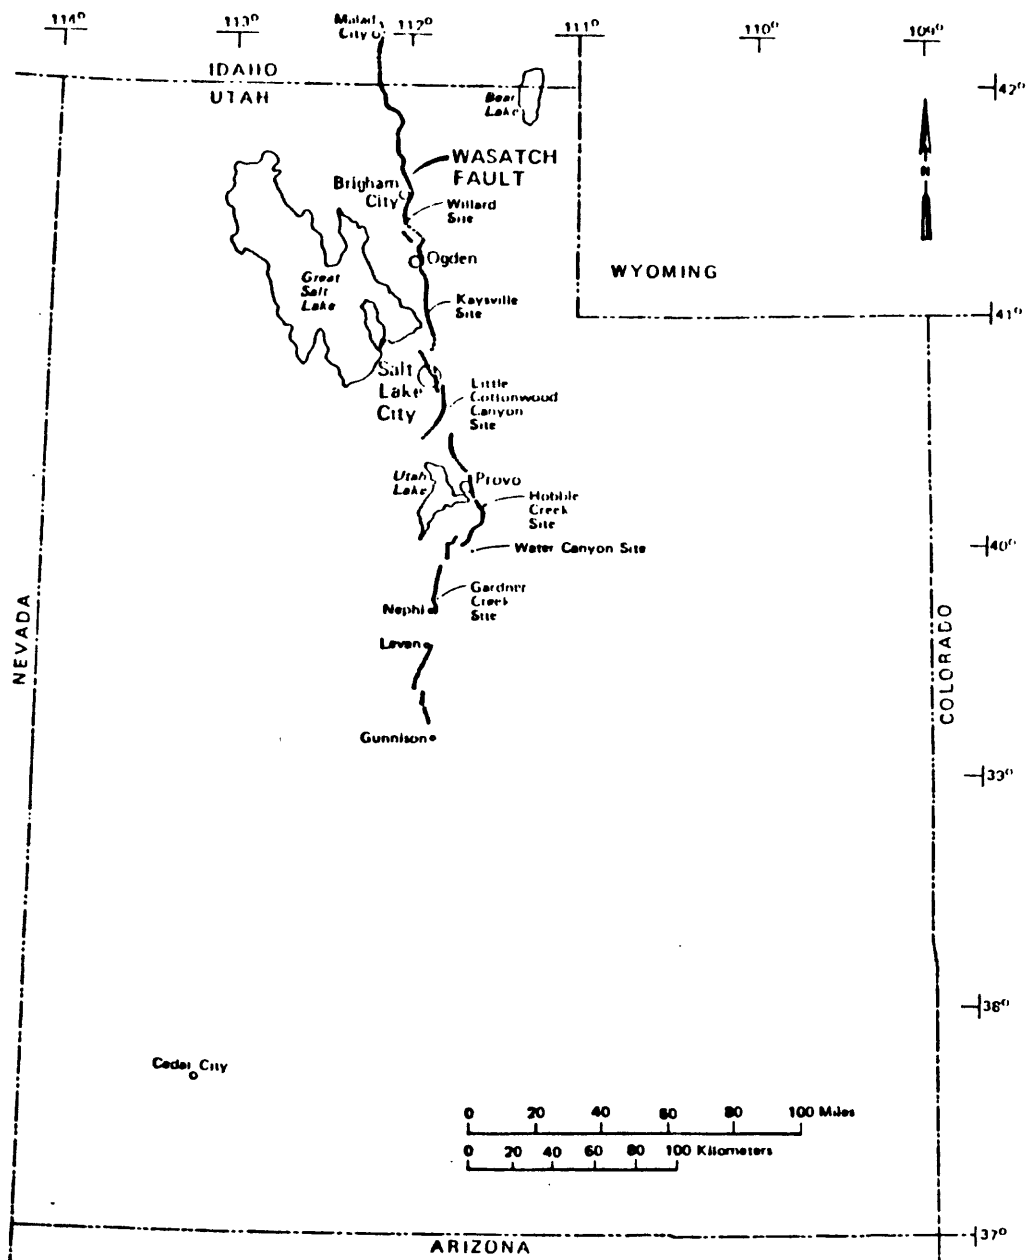 114° 113° 112° 111° 110° 109°
Malad
City
IDAHO
UTAH
Bear
Lake
42°
WASATCH
FAULT
Brigham
City
Willard
Site
N
Ogden
Great
Salt
Lake
WYOMING
Kaysville
Site
41°
Salt
Lake
City
Little
Cottonwood
Canyon
Site
Utah
Lake
Provo
Hobble
Creek
Site
Water Canyon Site
40°
Gardner
Creek
Site
Nephi
NEVADA
Levan
COLORADO
Gunnison
39°
38°
Cedar City
0 20 40 60 80 100 Miles
0 20 40 60 80 100 Kilometers
37°
ARIZONA